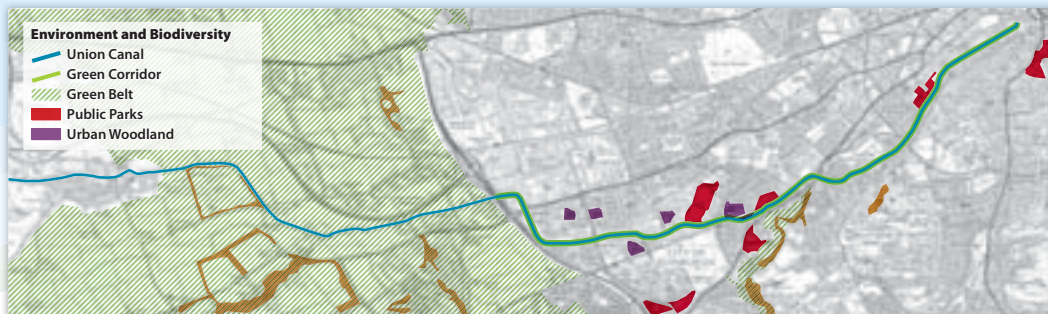 Environment and Biodiversity
Union Canal
Green Corridor
Green Belt
Public Parks
Urban Woodland